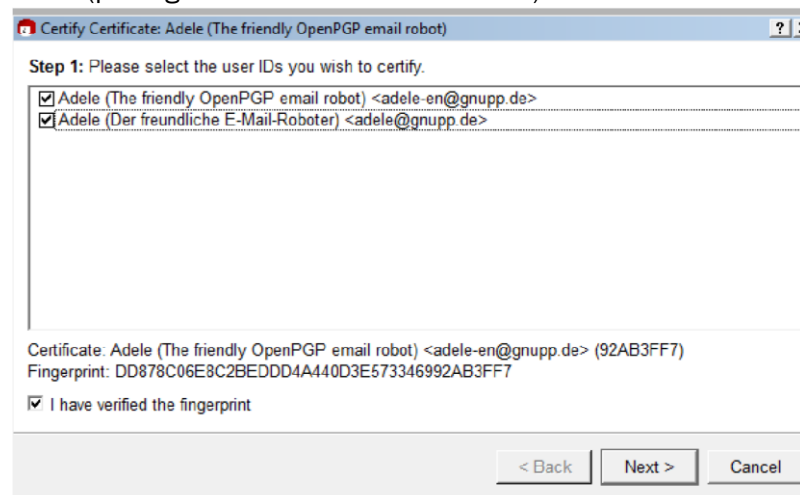 Certify Certificate: Adele (The friendly OpenPGP email robot)
Step 1: Please select the user IDs you wish to certify.
Adele (The friendly OpenPGP email robot) <adele-en@gnupp.de>
Adele (Der freundliche E-Mail-Roboter) <adele@gnupp.de>
Certificate: Adele (The friendly OpenPGP email robot) <adele-en@gnupp.de> (92AB3FF7)
Fingerprint: DD878C06E8C2BEDDD4A440D3E573346992AB3FF7
I have verified the fingerprint
< Back Next > Cancel